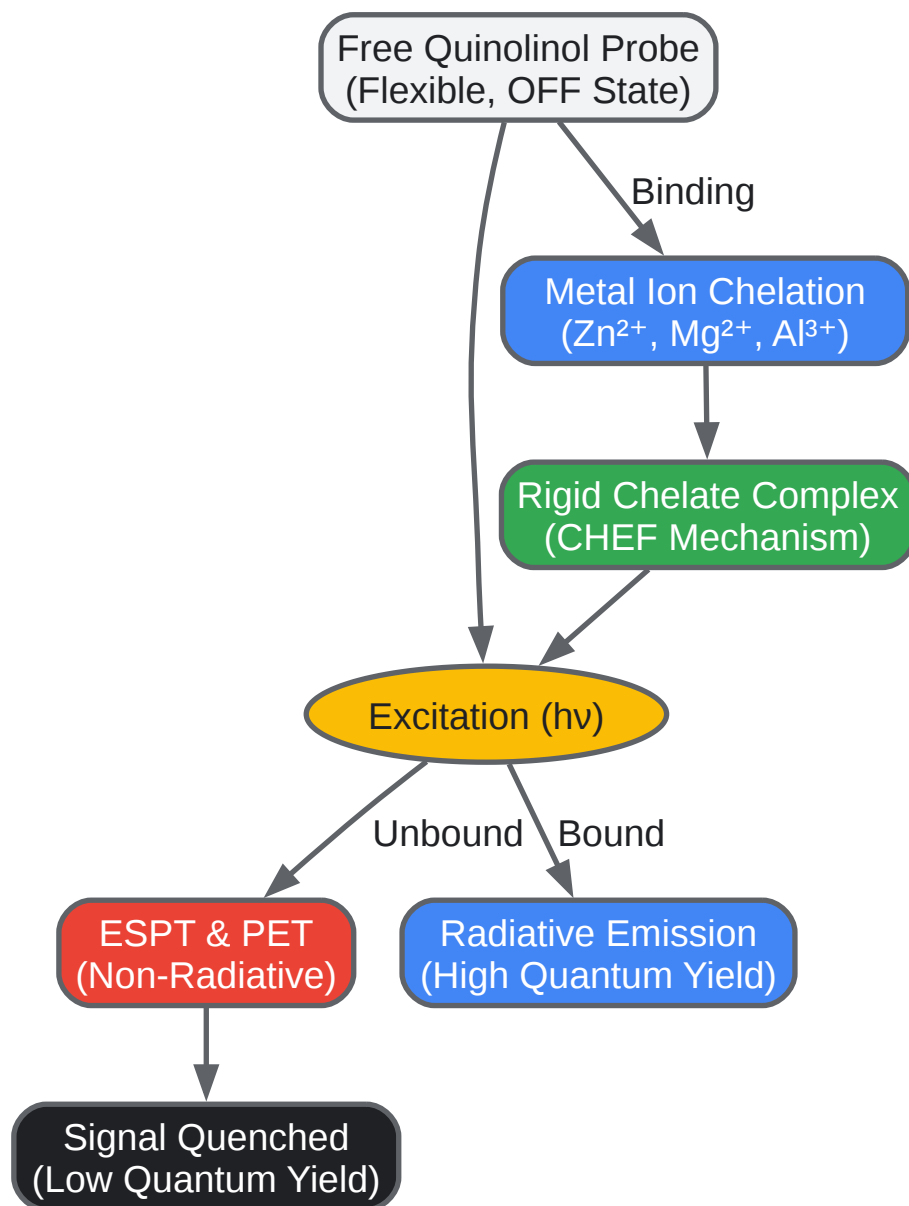 Free Quinolinol Probe
(Flexible, OFF State)
Binding
Metal Ion Chelation
(Zn²⁺, Mg²⁺, Al³⁺)
Rigid Chelate Complex
(CHEF Mechanism)
Excitation (hν)
Unbound
Bound
ESPT & PET
(Non-Radiative)
Radiative Emission
(High Quantum Yield)
Signal Quenched
(Low Quantum Yield)